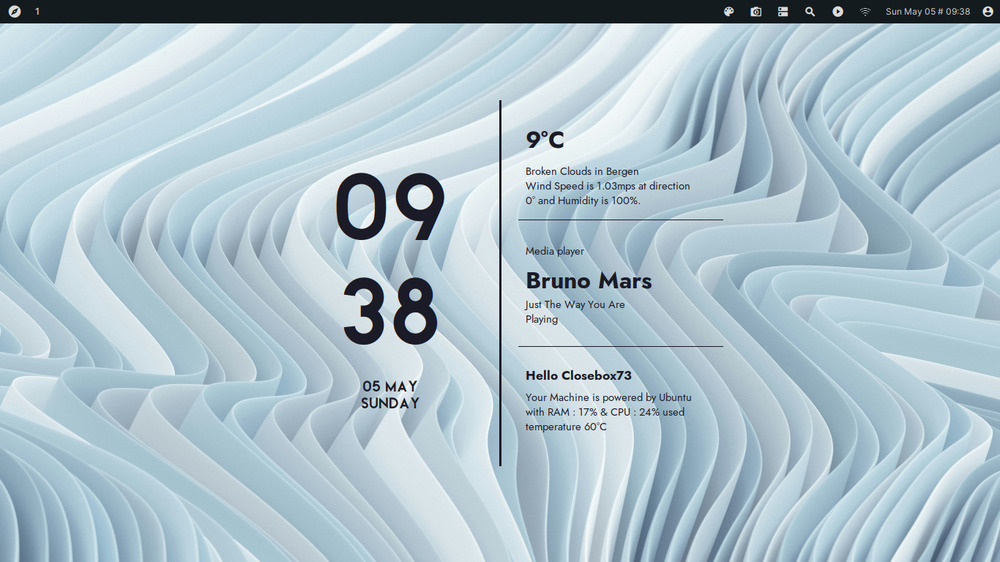 1
Sun May 05 # 09:38
09
38
05 MAY
SUNDAY
9°C
Broken Clouds in Bergen
Wind Speed is 1.03mps at direction
0° and Humidity is 100%.
Media player
Bruno Mars
Just The Way You Are
Playing
Hello Closebox73
Your Machine is powered by Ubuntu
with RAM : 17% & CPU : 24% used
temperature 60°C